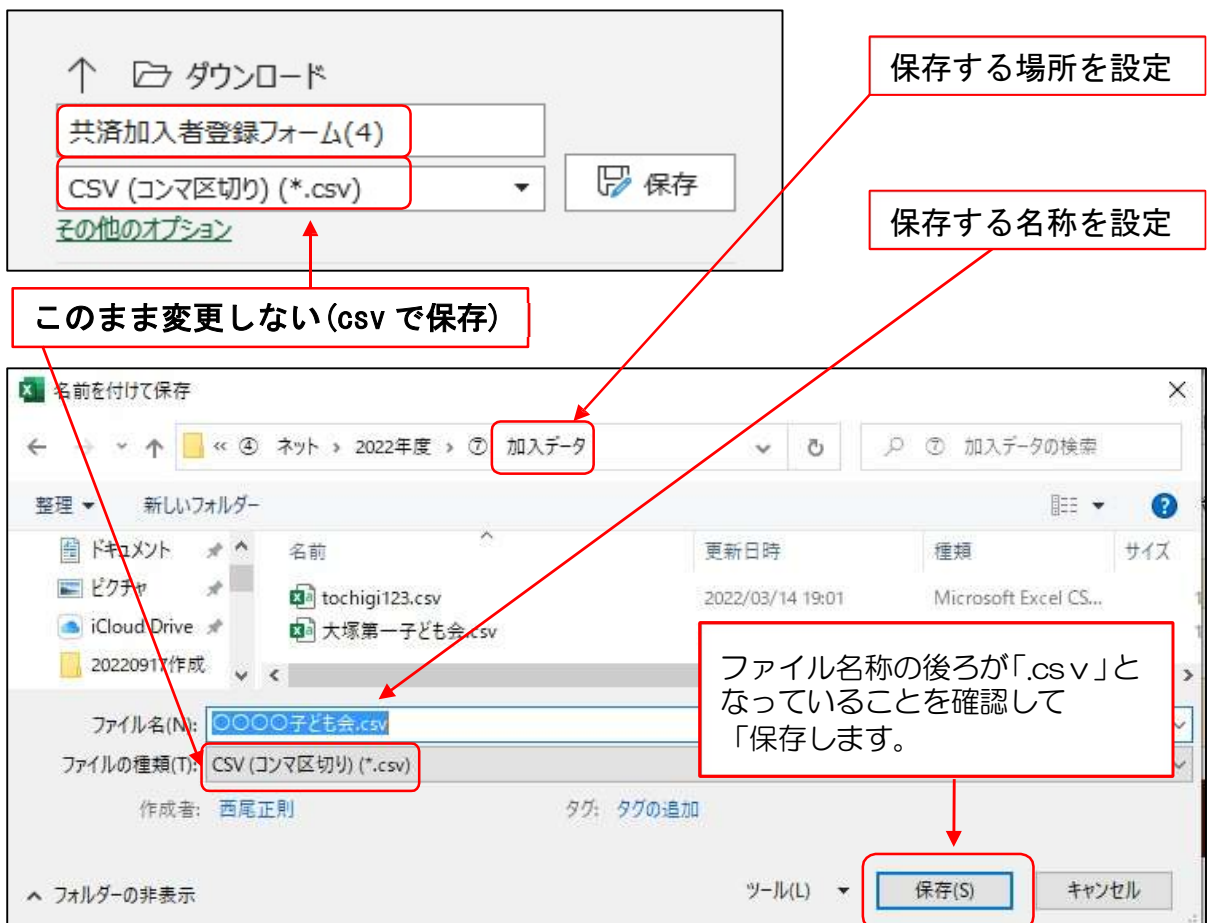 ダウンロード
保存する場所を設定
共済加入者登録フォーム(4)
CSV (コンマ区切り) (*.csv)
保存
その他のオプション
保存する名称を設定
このまま変更しない(csvで保存)
名前を付けて保存
« ④ ネット › 2022年度 › ⑦ 加入データ
⑦ 加入データの検索
整理 新しいフォルダー
ドキュメント
ピクチャ
iCloud Drive
20220917作成
名前 更新日時 種類 サイズ
tochigi123.csv 2022/03/14 19:01 Microsoft Excel CS...
大塚第一子ども会.csv
ファイル名称の後ろが「.csv」と
なっていることを確認して
「保存します。
ファイル名(N): 〇〇〇〇子ども会.csv
ファイルの種類(T): CSV (コンマ区切り) (*.csv)
作成者: 西尾正則 タグ: タグの追加
フォルダーの非表示 ツール(L) 保存(S) キャンセル